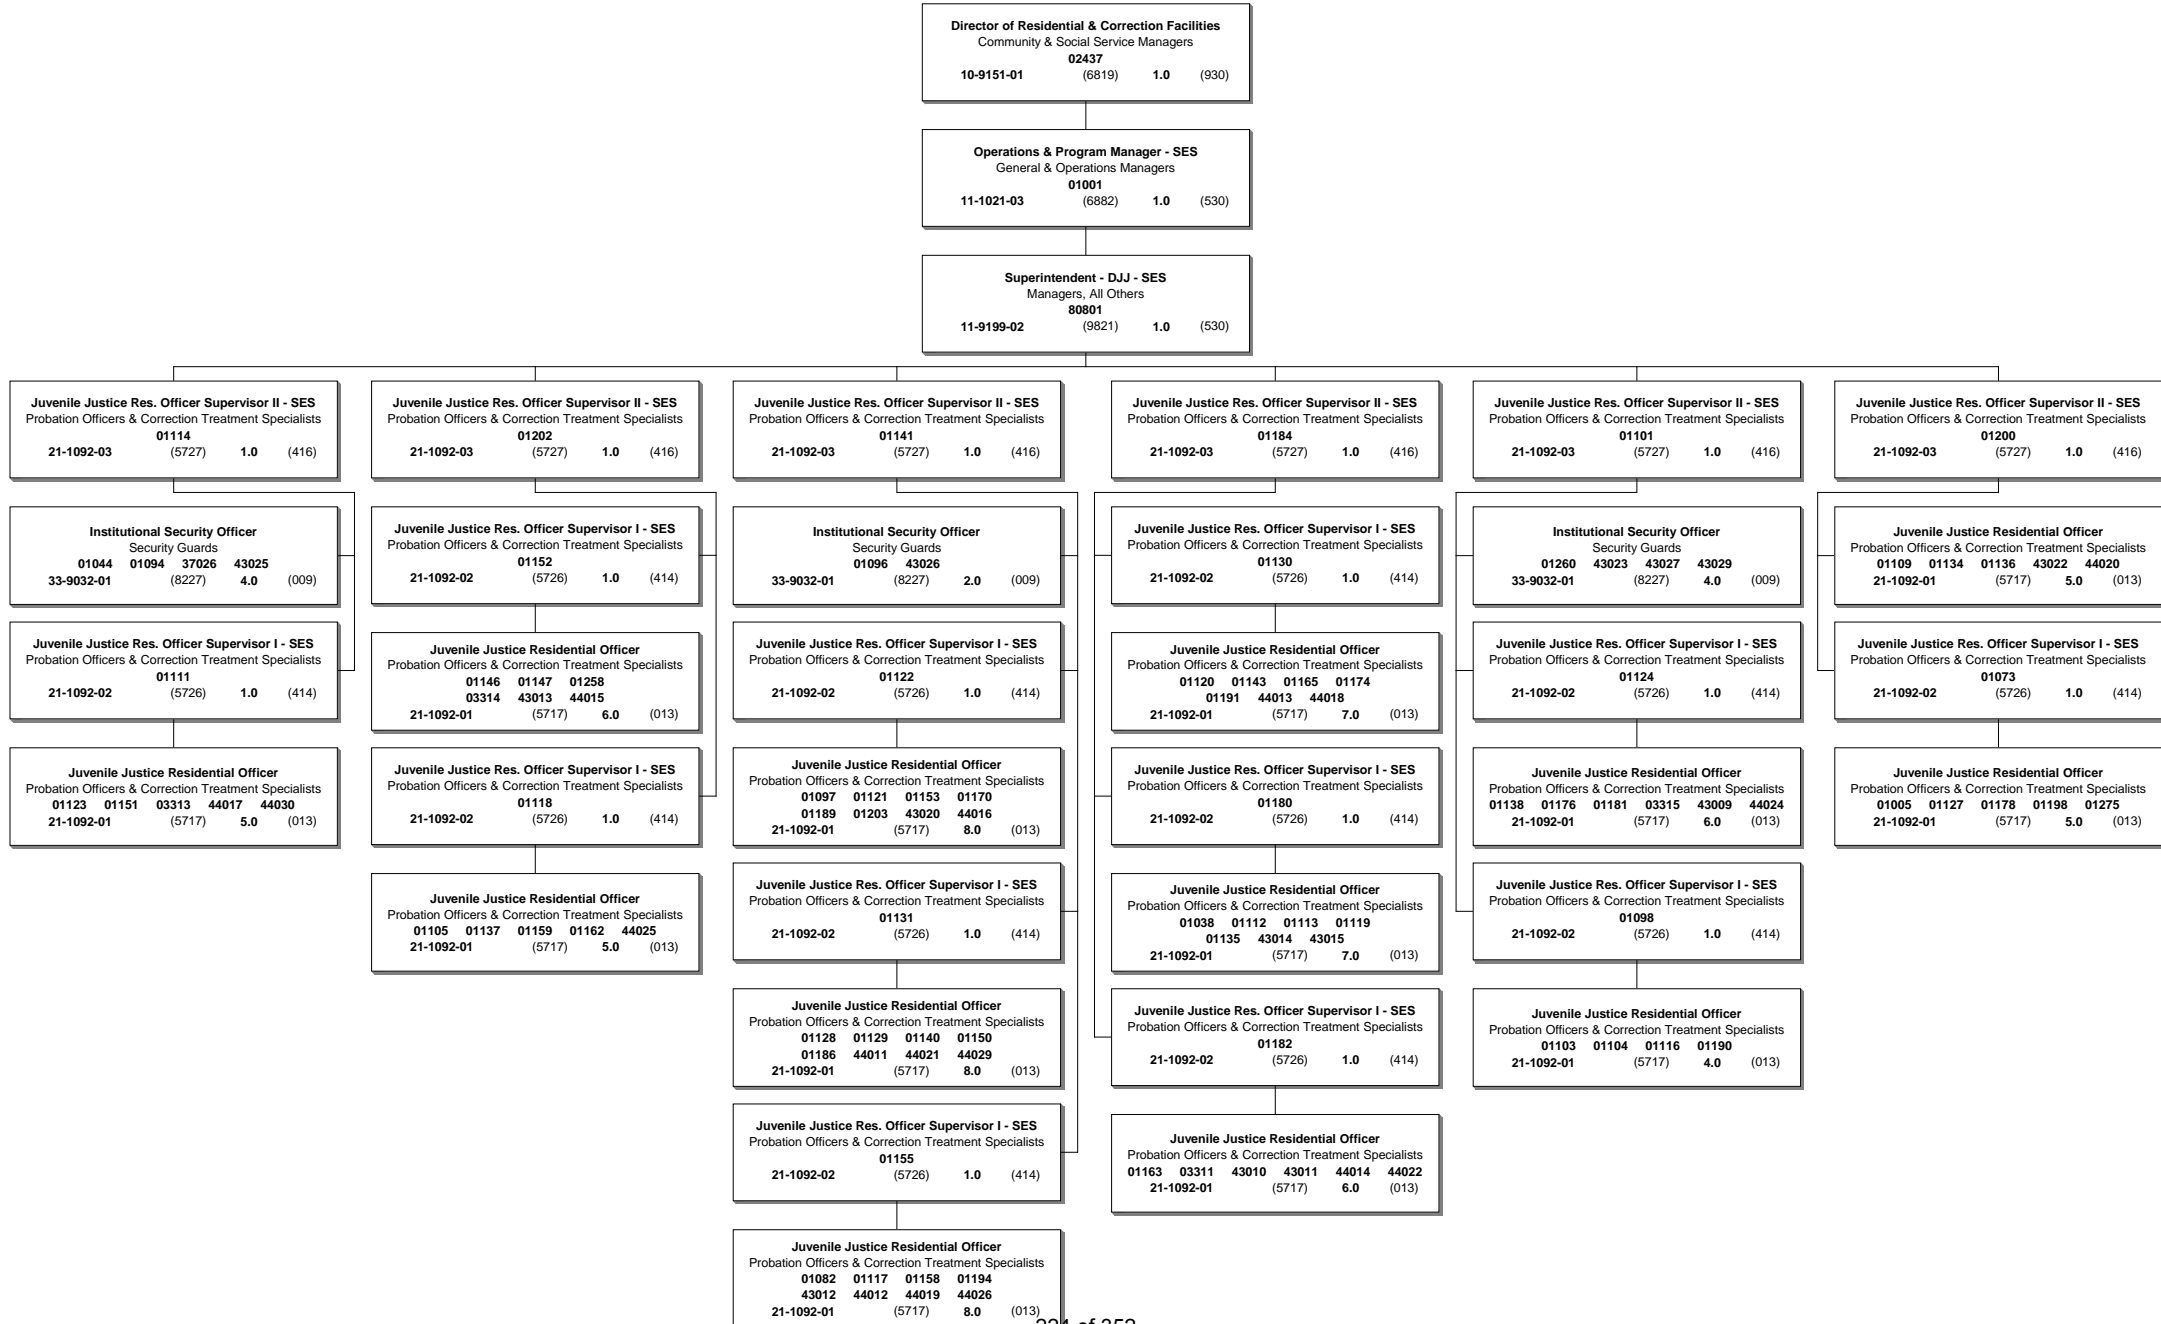 Director of Residential & Correction Facilities
Community & Social Service Managers
02437
10-9151-01 (6819) 1.0 (930)
Operations & Program Manager - SES
General & Operations Managers
01001
11-1021-03 (6882) 1.0 (530)
Superintendent - DJJ - SES
Managers, All Others
80801
11-9199-02 (9821) 1.0 (530)
Juvenile Justice Res. Officer Supervisor II - SES
Probation Officers & Correction Treatment Specialists
01114
21-1092-03 (5727) 1.0 (416)
Institutional Security Officer
Security Guards
01044 01094 37026 43025
33-9032-01 (8227) 4.0 (009)
Juvenile Justice Res. Officer Supervisor I - SES
Probation Officers & Correction Treatment Specialists
01111
21-1092-02 (5726) 1.0 (414)
Juvenile Justice Residential Officer
Probation Officers & Correction Treatment Specialists
01123 01151 03313 44017 44030
21-1092-01 (5717) 5.0 (013)
Juvenile Justice Res. Officer Supervisor II - SES
Probation Officers & Correction Treatment Specialists
01202
21-1092-03 (5727) 1.0 (416)
Juvenile Justice Res. Officer Supervisor I - SES
Probation Officers & Correction Treatment Specialists
01152
21-1092-02 (5726) 1.0 (414)
Juvenile Justice Residential Officer
Probation Officers & Correction Treatment Specialists
01146 01147 01258
03314 43013 44015
21-1092-01 (5717) 6.0 (013)
Juvenile Justice Res. Officer Supervisor I - SES
Probation Officers & Correction Treatment Specialists
01118
21-1092-02 (5726) 1.0 (414)
Juvenile Justice Residential Officer
Probation Officers & Correction Treatment Specialists
01105 01137 01159 01162 44025
21-1092-01 (5717) 5.0 (013)
Juvenile Justice Res. Officer Supervisor II - SES
Probation Officers & Correction Treatment Specialists
01141
21-1092-03 (5727) 1.0 (416)
Institutional Security Officer
Security Guards
01096 43026
33-9032-01 (8227) 2.0 (009)
Juvenile Justice Res. Officer Supervisor I - SES
Probation Officers & Correction Treatment Specialists
01122
21-1092-02 (5726) 1.0 (414)
Juvenile Justice Residential Officer
Probation Officers & Correction Treatment Specialists
01097 01121 01153 01170
01189 01203 43020 44016
21-1092-01 (5717) 8.0 (013)
Juvenile Justice Res. Officer Supervisor I - SES
Probation Officers & Correction Treatment Specialists
01131
21-1092-02 (5726) 1.0 (414)
Juvenile Justice Residential Officer
Probation Officers & Correction Treatment Specialists
01128 01129 01140 01150
01186 44011 44021 44029
21-1092-01 (5717) 8.0 (013)
Juvenile Justice Res. Officer Supervisor I - SES
Probation Officers & Correction Treatment Specialists
01155
21-1092-02 (5726) 1.0 (414)
Juvenile Justice Residential Officer
Probation Officers & Correction Treatment Specialists
01082 01117 01158 01194
43012 44012 44019 44026
21-1092-01 (5717) 8.0 (013)
Juvenile Justice Res. Officer Supervisor II - SES
Probation Officers & Correction Treatment Specialists
01184
21-1092-03 (5727) 1.0 (416)
Juvenile Justice Res. Officer Supervisor I - SES
Probation Officers & Correction Treatment Specialists
01130
21-1092-02 (5726) 1.0 (414)
Juvenile Justice Residential Officer
Probation Officers & Correction Treatment Specialists
01120 01143 01165 01174
01191 44013 44018
21-1092-01 (5717) 7.0 (013)
Juvenile Justice Res. Officer Supervisor I - SES
Probation Officers & Correction Treatment Specialists
01180
21-1092-02 (5726) 1.0 (414)
Juvenile Justice Residential Officer
Probation Officers & Correction Treatment Specialists
01038 01112 01113 01119
01135 43014 43015
21-1092-01 (5717) 7.0 (013)
Juvenile Justice Res. Officer Supervisor I - SES
Probation Officers & Correction Treatment Specialists
01182
21-1092-02 (5726) 1.0 (414)
Juvenile Justice Residential Officer
Probation Officers & Correction Treatment Specialists
01163 03311 43010 43011 44014 44022
21-1092-01 (5717) 6.0 (013)
Juvenile Justice Res. Officer Supervisor II - SES
Probation Officers & Correction Treatment Specialists
01101
21-1092-03 (5727) 1.0 (416)
Institutional Security Officer
Security Guards
01260 43023 43027 43029
33-9032-01 (8227) 4.0 (009)
Juvenile Justice Res. Officer Supervisor I - SES
Probation Officers & Correction Treatment Specialists
01124
21-1092-02 (5726) 1.0 (414)
Juvenile Justice Residential Officer
Probation Officers & Correction Treatment Specialists
01138 01176 01181 03315 43009 44024
21-1092-01 (5717) 6.0 (013)
Juvenile Justice Res. Officer Supervisor I - SES
Probation Officers & Correction Treatment Specialists
01098
21-1092-02 (5726) 1.0 (414)
Juvenile Justice Residential Officer
Probation Officers & Correction Treatment Specialists
01103 01104 01116 01190
21-1092-01 (5717) 4.0 (013)
Juvenile Justice Res. Officer Supervisor II - SES
Probation Officers & Correction Treatment Specialists
01200
21-1092-03 (5727) 1.0 (416)
Juvenile Justice Residential Officer
Probation Officers & Correction Treatment Specialists
01109 01134 01136 43022 44020
21-1092-01 (5717) 5.0 (013)
Juvenile Justice Res. Officer Supervisor I - SES
Probation Officers & Correction Treatment Specialists
01073
21-1092-02 (5726) 1.0 (414)
Juvenile Justice Residential Officer
Probation Officers & Correction Treatment Specialists
01005 01127 01178 01198 01275
21-1092-01 (5717) 5.0 (013)
of